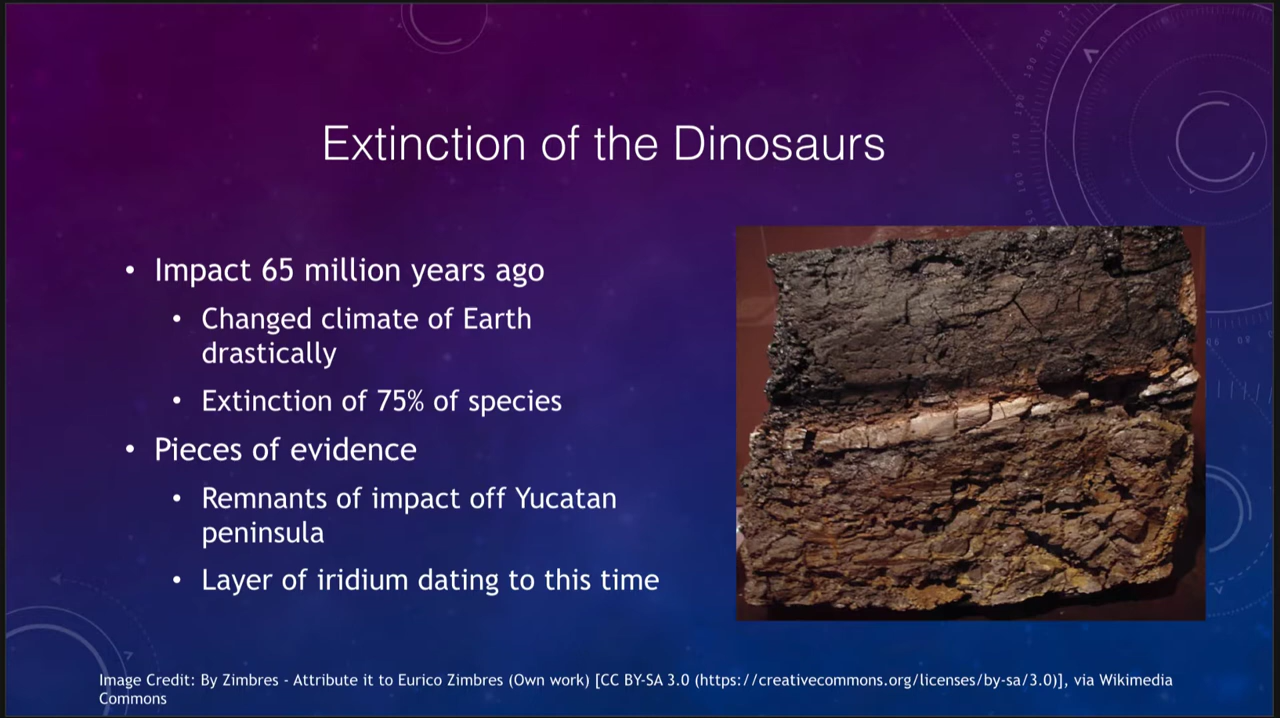 Extinction of the Dinosaurs
• Impact 65 million years ago
• Changed climate of Earth
drastically
• Extinction of 75% of species
• Pieces of evidence
• Remnants of impact off Yucatan
peninsula
• Layer of iridium dating to this time
Image Credit: By Zimbres - Attribute it to Eurico Zimbres (Own work) [CC BY-SA 3.0 (https://creativecommons.org/licenses/by-sa/3.0)], via Wikimedia
Commons